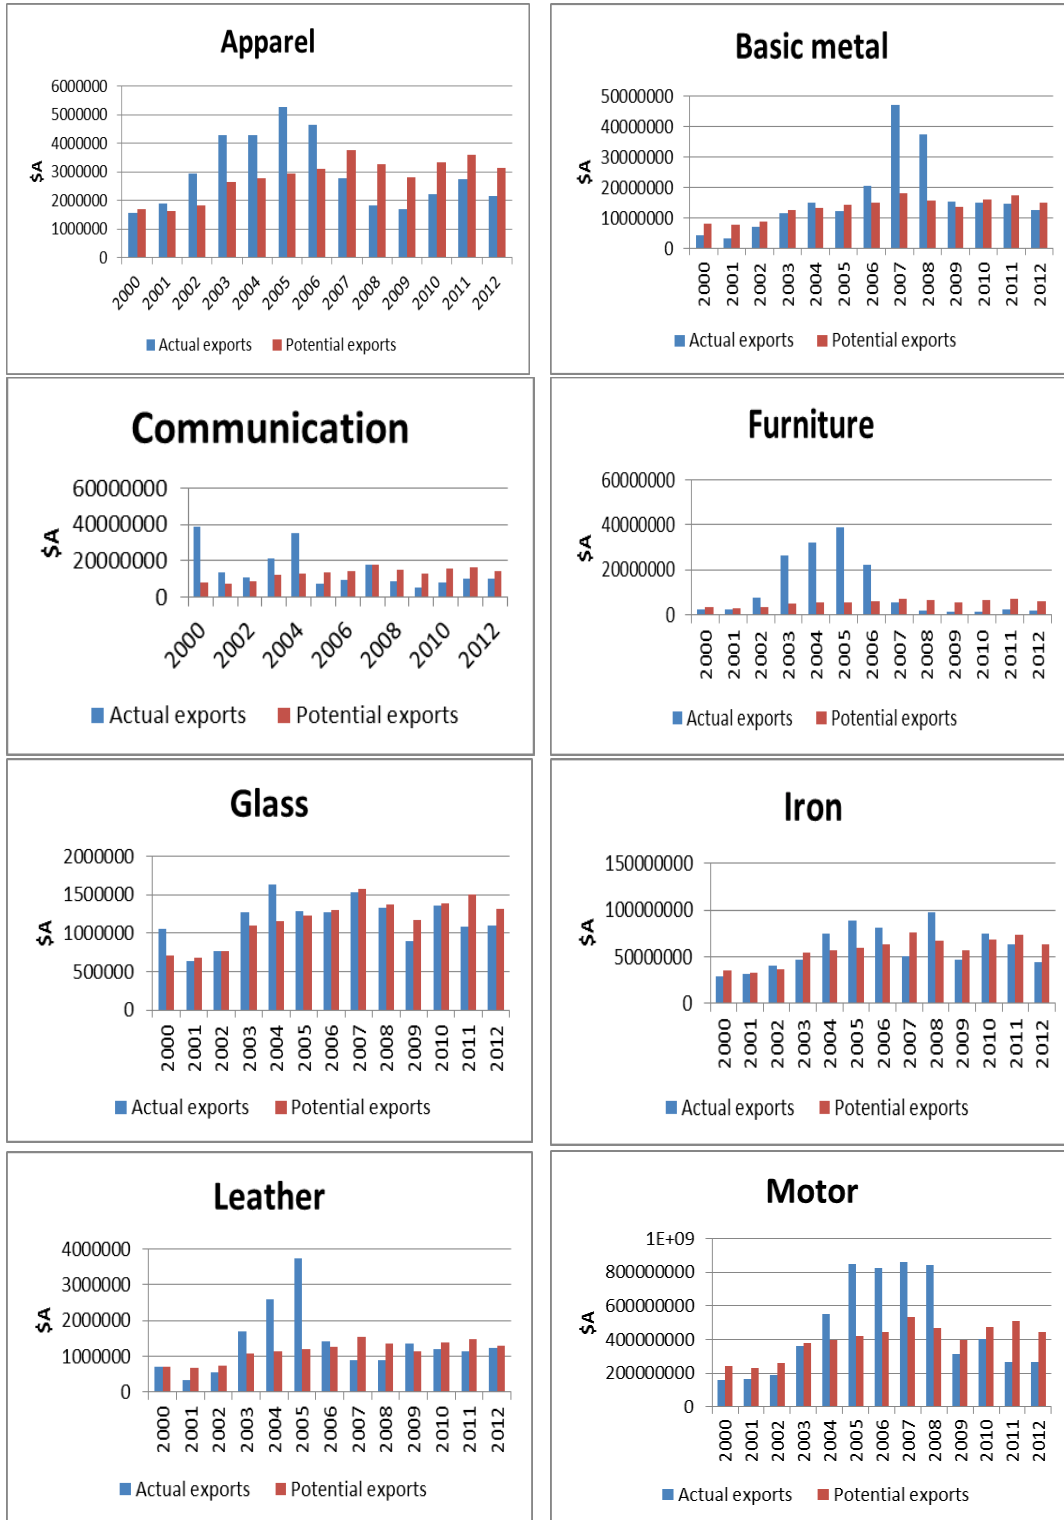 Apparel
6000000
5000000
4000000
3000000
2000000
1000000
0
$A
2000 2001 2002 2003 2004 2005 2006 2007 2008 2009 2010 2011 2012
Actual exports Potential exports
Basic metal
50000000
40000000
30000000
20000000
10000000
0
$A
2000 2001 2002 2003 2004 2005 2006 2007 2008 2009 2010 2011 2012
Actual exports Potential exports
Communication
60000000
40000000
20000000
0
$A
2000 2002 2004 2006 2008 2010 2012
Actual exports Potential exports
Furniture
60000000
40000000
20000000
0
$A
2000 2001 2002 2003 2004 2005 2006 2007 2008 2009 2010 2011 2012
Actual exports Potential exports
Glass
2000000
1500000
1000000
500000
0
$A
2000 2001 2002 2003 2004 2005 2006 2007 2008 2009 2010 2011 2012
Actual exports Potential exports
Iron
150000000
100000000
50000000
0
$A
2000 2001 2002 2003 2004 2005 2006 2007 2008 2009 2010 2011 2012
Actual exports Potential exports
Leather
4000000
3000000
2000000
1000000
0
$A
2000 2001 2002 2003 2004 2005 2006 2007 2008 2009 2010 2011 2012
Actual exports Potential exports
Motor
1E+09
800000000
600000000
400000000
200000000
0
$A
2000 2001 2002 2003 2004 2005 2006 2007 2008 2009 2010 2011 2012
Actual exports Potential exports